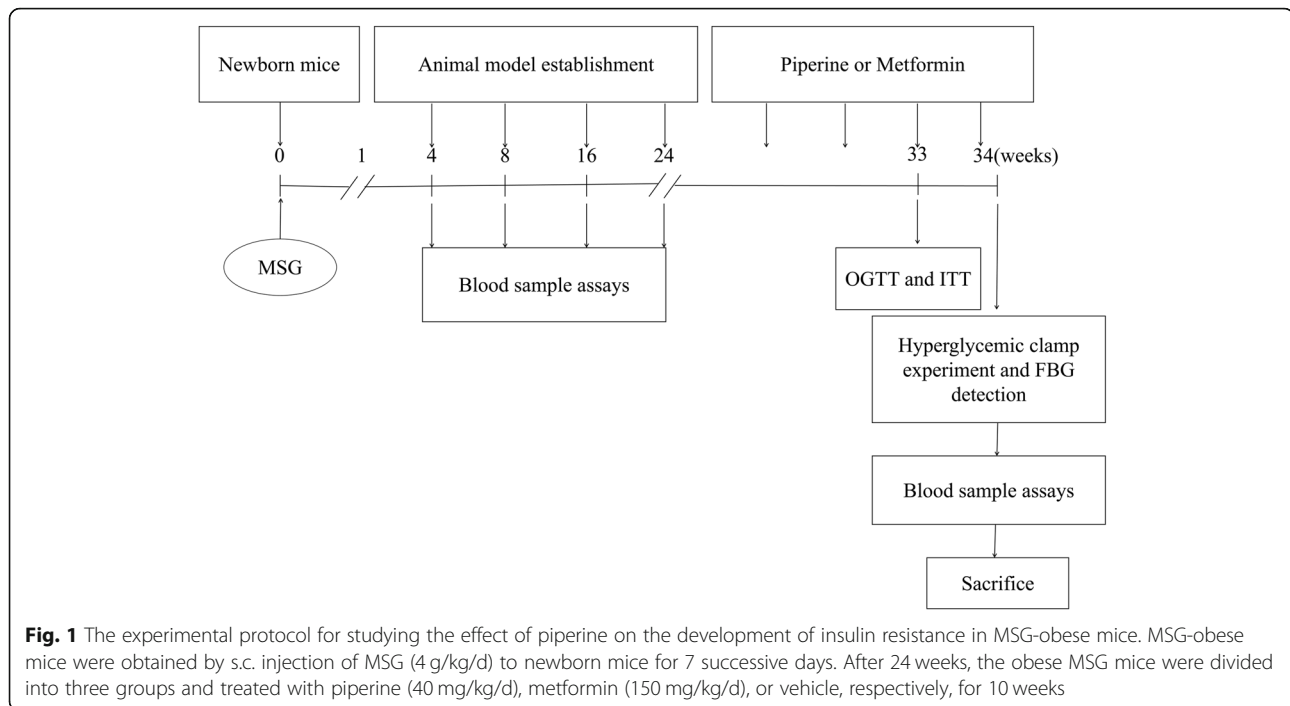 Newborn mice
Animal model establishment
Piperine or Metformin
0 1 4 8 16 24 33 34(weeks)
MSG
Blood sample assays
OGTT and ITT
Hyperglycemic clamp
experiment and FBG
detection
Blood sample assays
Sacrifice
Fig. 1 The experimental protocol for studying the effect of piperine on the development of insulin resistance in MSG-obese mice. MSG-obese
mice were obtained by s.c. injection of MSG (4 g/kg/d) to newborn mice for 7 successive days. After 24 weeks, the obese MSG mice were divided
into three groups and treated with piperine (40 mg/kg/d), metformin (150 mg/kg/d), or vehicle, respectively, for 10 weeks